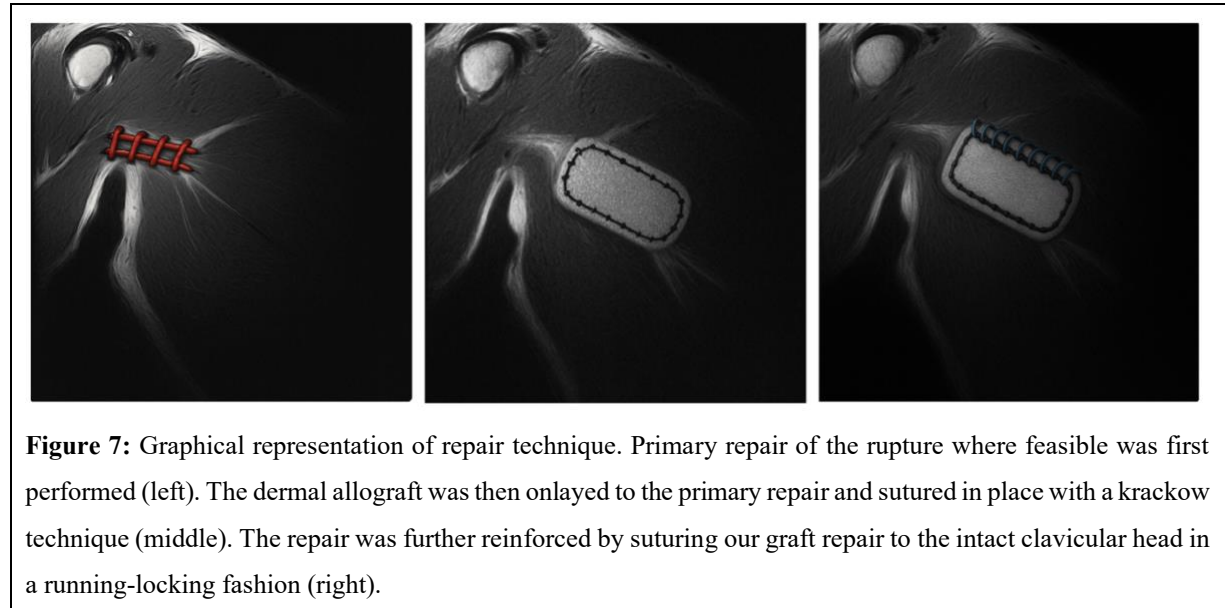 Figure 7: Graphical representation of repair technique. Primary repair of the rupture where feasible was first
performed (left). The dermal allograft was then onlayed to the primary repair and sutured in place with a krackow
technique (middle). The repair was further reinforced by suturing our graft repair to the intact clavicular head in
a running-locking fashion (right).